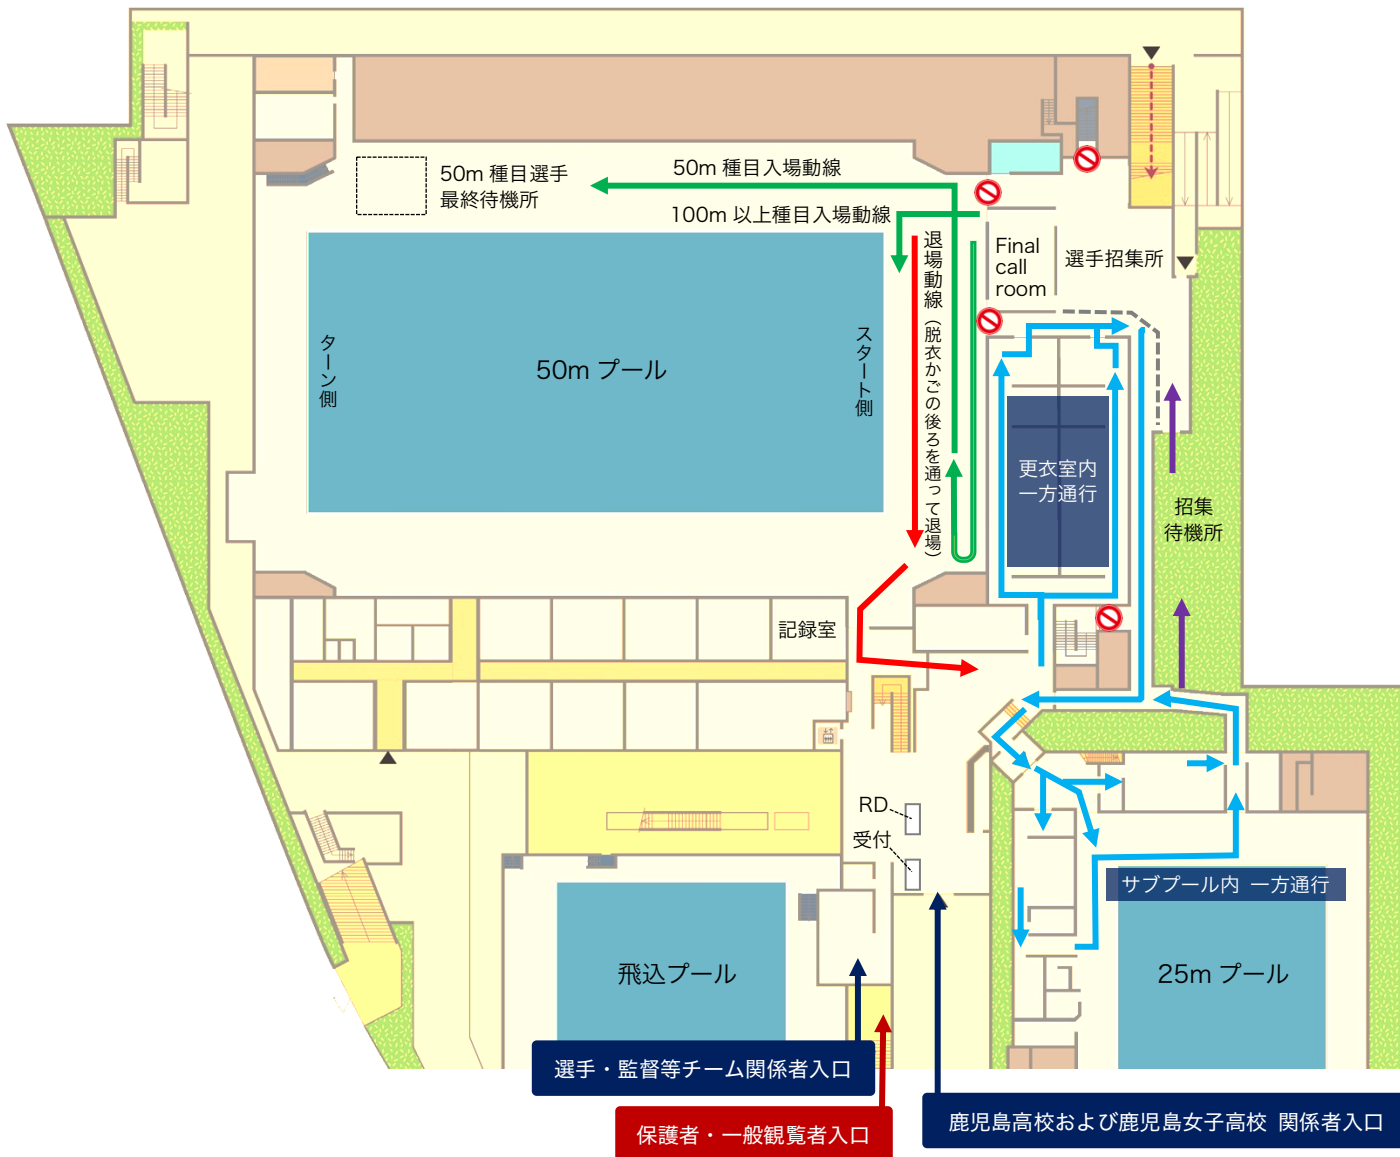 50m 種目選手
最終待機所
50m 種目入場動線
100m 以上種目入場動線
退場動線（脱衣かごの後ろを通って退場）
Final
call
room
選手招集所
ターン側
50m プール
スタート側
更衣室内
一方通行
招集
待機所
記録室
RD
受付
サブプール内 一方通行
飛込プール
25m プール
選手・監督等チーム関係者入口
保護者・一般観覧者入口
鹿児島高校および鹿児島女子高校 関係者入口